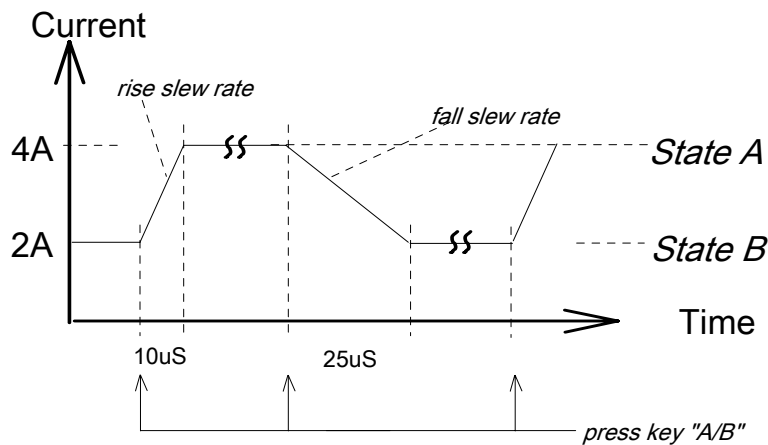 Current
rise slew rate
fall slew rate
4A
State A
2A
State B
Time
10uS
25uS
press key "A/B"